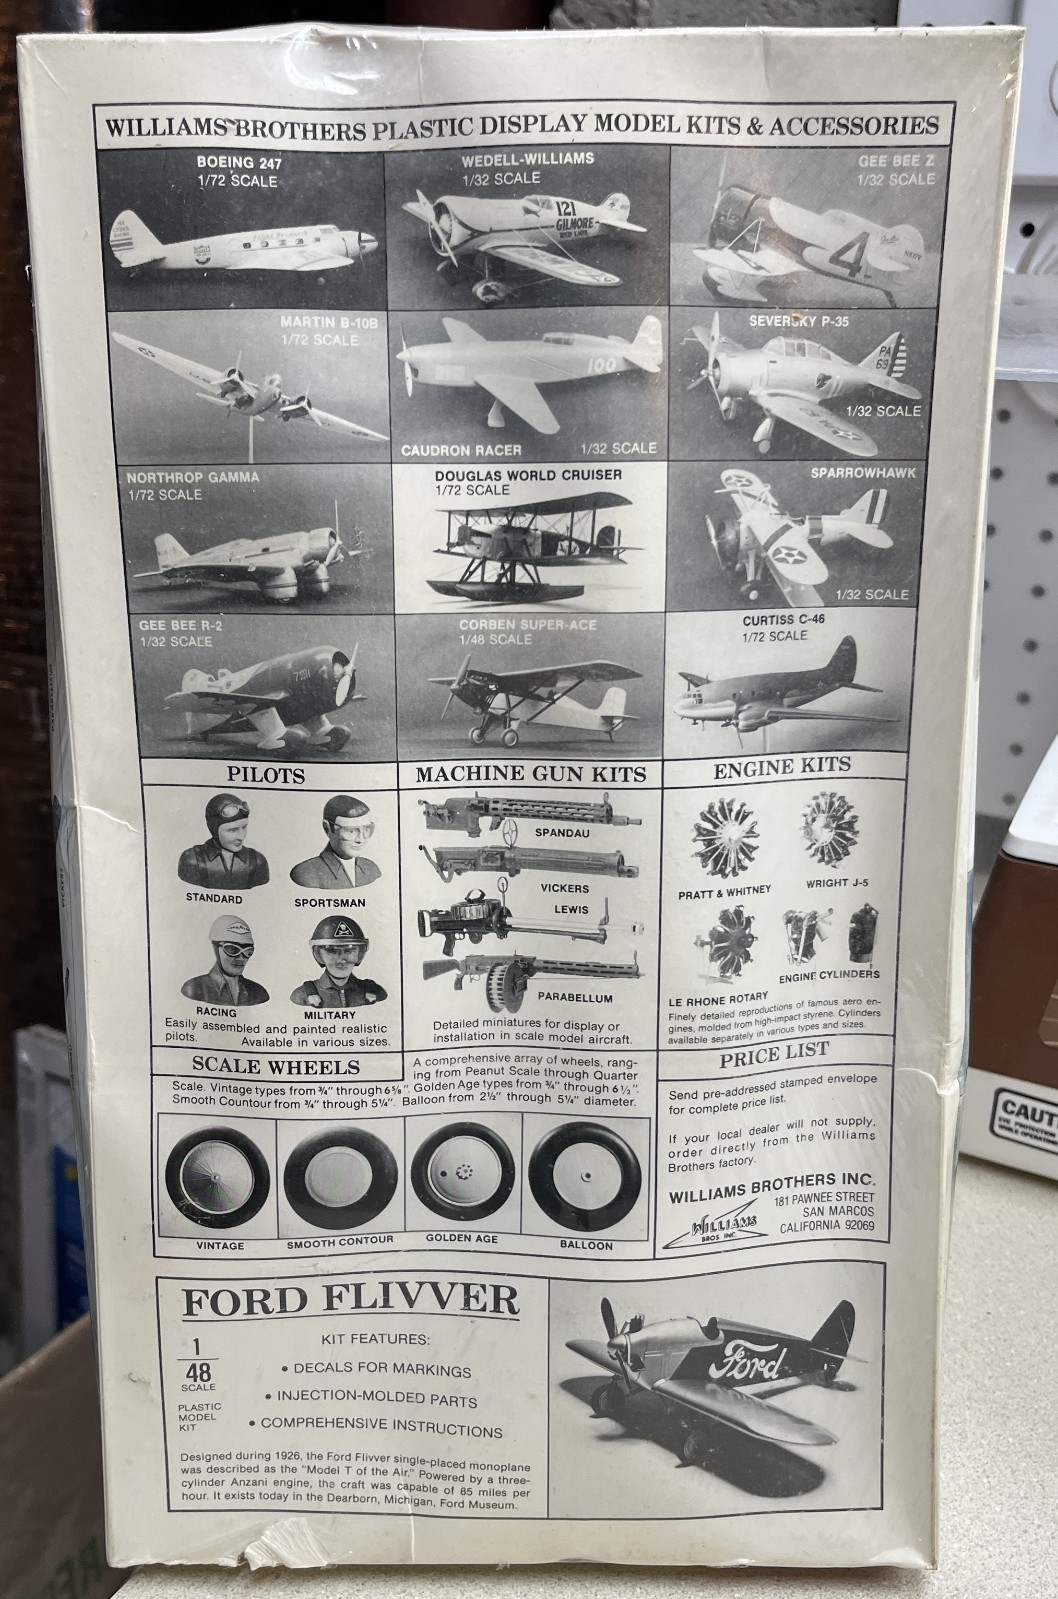 WILLIAMS BROTHERS PLASTIC DISPLAY MODEL KITS & ACCESSORIES
BOEING 247
1/72 SCALE
WEDELL-WILLIAMS
1/32 SCALE
121
GILMORE
RED LION
GEE BEE Z
1/32 SCALE
4
MARTIN B-10B
1/72 SCALE
100
CAUDRON RACER
1/32 SCALE
SEVERSKY P-35
PA
69
1/32 SCALE
NORTHROP GAMMA
1/72 SCALE
DOUGLAS WORLD CRUISER
1/72 SCALE
SPARROWHAWK
1/32 SCALE
GEE BEE R-2
1/32 SCALE
7211
CORBEN SUPER-ACE
1/48 SCALE
CURTISS C-46
1/72 SCALE
PILOTS
STANDARD
SPORTSMAN
RACING
MILITARY
Easily assembled and painted realistic
pilots. Available in various sizes.
MACHINE GUN KITS
SPANDAU
VICKERS
LEWIS
PARABELLUM
Detailed miniatures for display or
installation in scale model aircraft.
ENGINE KITS
PRATT & WHITNEY
WRIGHT J-5
LE RHONE ROTARY
ENGINE CYLINDERS
Finely detailed reproductions of famous aero en-
gines, molded from high-impact styrene. Cylinders
available separately in various types and sizes.
SCALE WHEELS
A comprehensive array of wheels, rang-
ing from Peanut Scale through Quarter
Scale. Vintage types from ¾" through 6⅝". Golden Age types from ¾" through 6½".
Smooth Countour from ¾" through 5¼". Balloon from 2½" through 5¼" diameter.
VINTAGE
SMOOTH CONTOUR
GOLDEN AGE
BALLOON
PRICE LIST
Send pre-addressed stamped envelope
for complete price list.
If your local dealer will not supply,
order directly from the Williams
Brothers factory.
WILLIAMS BROTHERS INC.
181 PAWNEE STREET
SAN MARCOS
CALIFORNIA 92069
WILLIAMS
BROS. INC.
FORD FLIVVER
1
48
SCALE
PLASTIC
MODEL
KIT
KIT FEATURES:
• DECALS FOR MARKINGS
• INJECTION-MOLDED PARTS
• COMPREHENSIVE INSTRUCTIONS
Designed during 1926, the Ford Flivver single-placed monoplane
was described as the "Model T of the Air." Powered by a three-
cylinder Anzani engine, the craft was capable of 85 miles per
hour. It exists today in the Dearborn, Michigan, Ford Museum.
Ford
CAUT